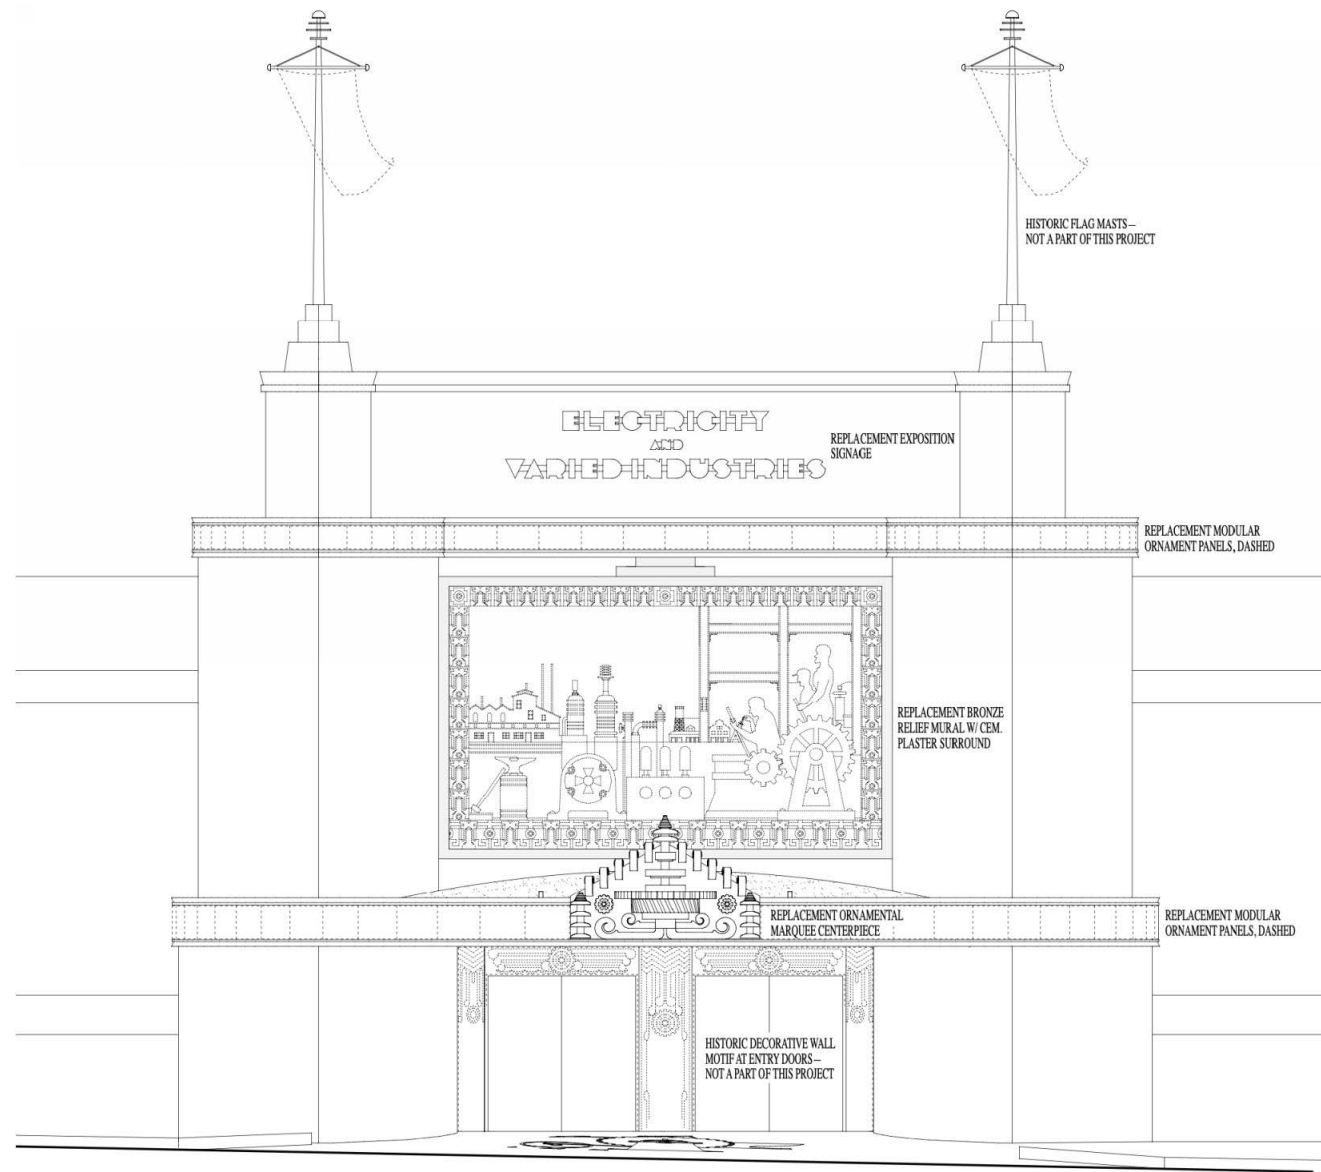 HISTORIC FLAG MASTS—
NOT A PART OF THIS PROJECT
ELECTRICITY
AND
VARIED INDUSTRIES
REPLACEMENT EXPOSITION
SIGNAGE
REPLACEMENT MODULAR
ORNAMENT PANELS, DASHED
REPLACEMENT BRONZE
RELIEF MURAL W/ CEM.
PLASTER SURROUND
REPLACEMENT ORNAMENTAL
MARQUEE CENTERPIECE
REPLACEMENT MODULAR
ORNAMENT PANELS, DASHED
HISTORIC DECORATIVE WALL
MOTIF AT ENTRY DOORS—
NOT A PART OF THIS PROJECT